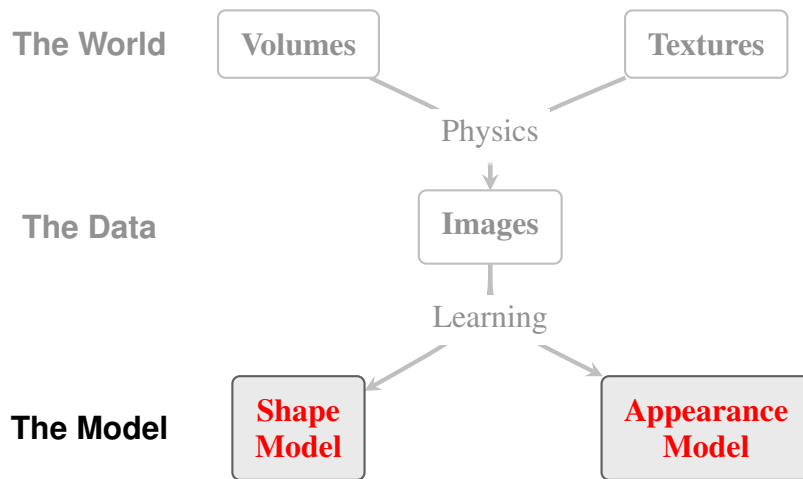 The World
Volumes
Textures
Physics
The Data
Images
Learning
The Model
Shape
Model
Appearance
Model